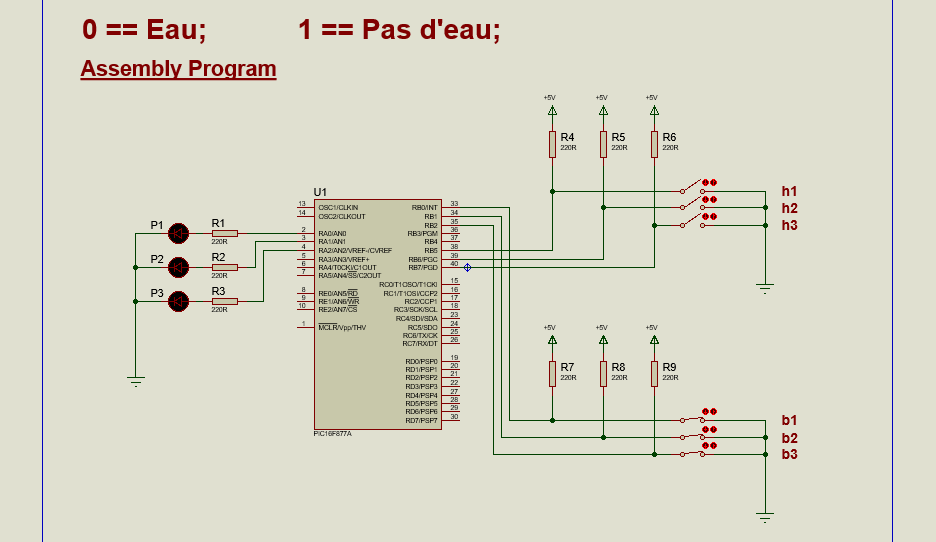 0 == Eau; 1 == Pas d'eau;
Assembly Program
+5V +5V +5V
R4 R5 R6
220R 220R 220R
h1
h2
h3
U1
13 OSC1/CLKIN RB0/INT 33
14 OSC2/CLKOUT RB1 34
RB2 35
2 RA0/AN0 RB3/PGM 36
3 RA1/AN1 RB4 37
4 RA2/AN2/VREF-/CVREF RB5 38
5 RA3/AN3/VREF+ RB6/PGC 39
6 RA4/T0CKI/C1OUT RB7/PGD 40
7 RA5/AN4/SS/C2OUT
RC0/T1OSO/T1CKI 15
8 RE0/AN5/RD RC1/T1OSI/CCP2 16
9 RE1/AN6/WR RC2/CCP1 17
10 RE2/AN7/CS RC3/SCK/SCL 18
RC4/SDI/SDA 23
1 MCLR/Vpp/THV RC5/SDO 24
RC6/TX/CK 25
RC7/RX/DT 26
RD0/PSP0 19
RD1/PSP1 20
RD2/PSP2 21
RD3/PSP3 22
RD4/PSP4 27
RD5/PSP5 28
RD6/PSP6 29
RD7/PSP7 30
PIC16F877A
P1 R1
220R
P2 R2
220R
P3 R3
220R
+5V +5V +5V
R7 R8 R9
220R 220R 220R
b1
b2
b3